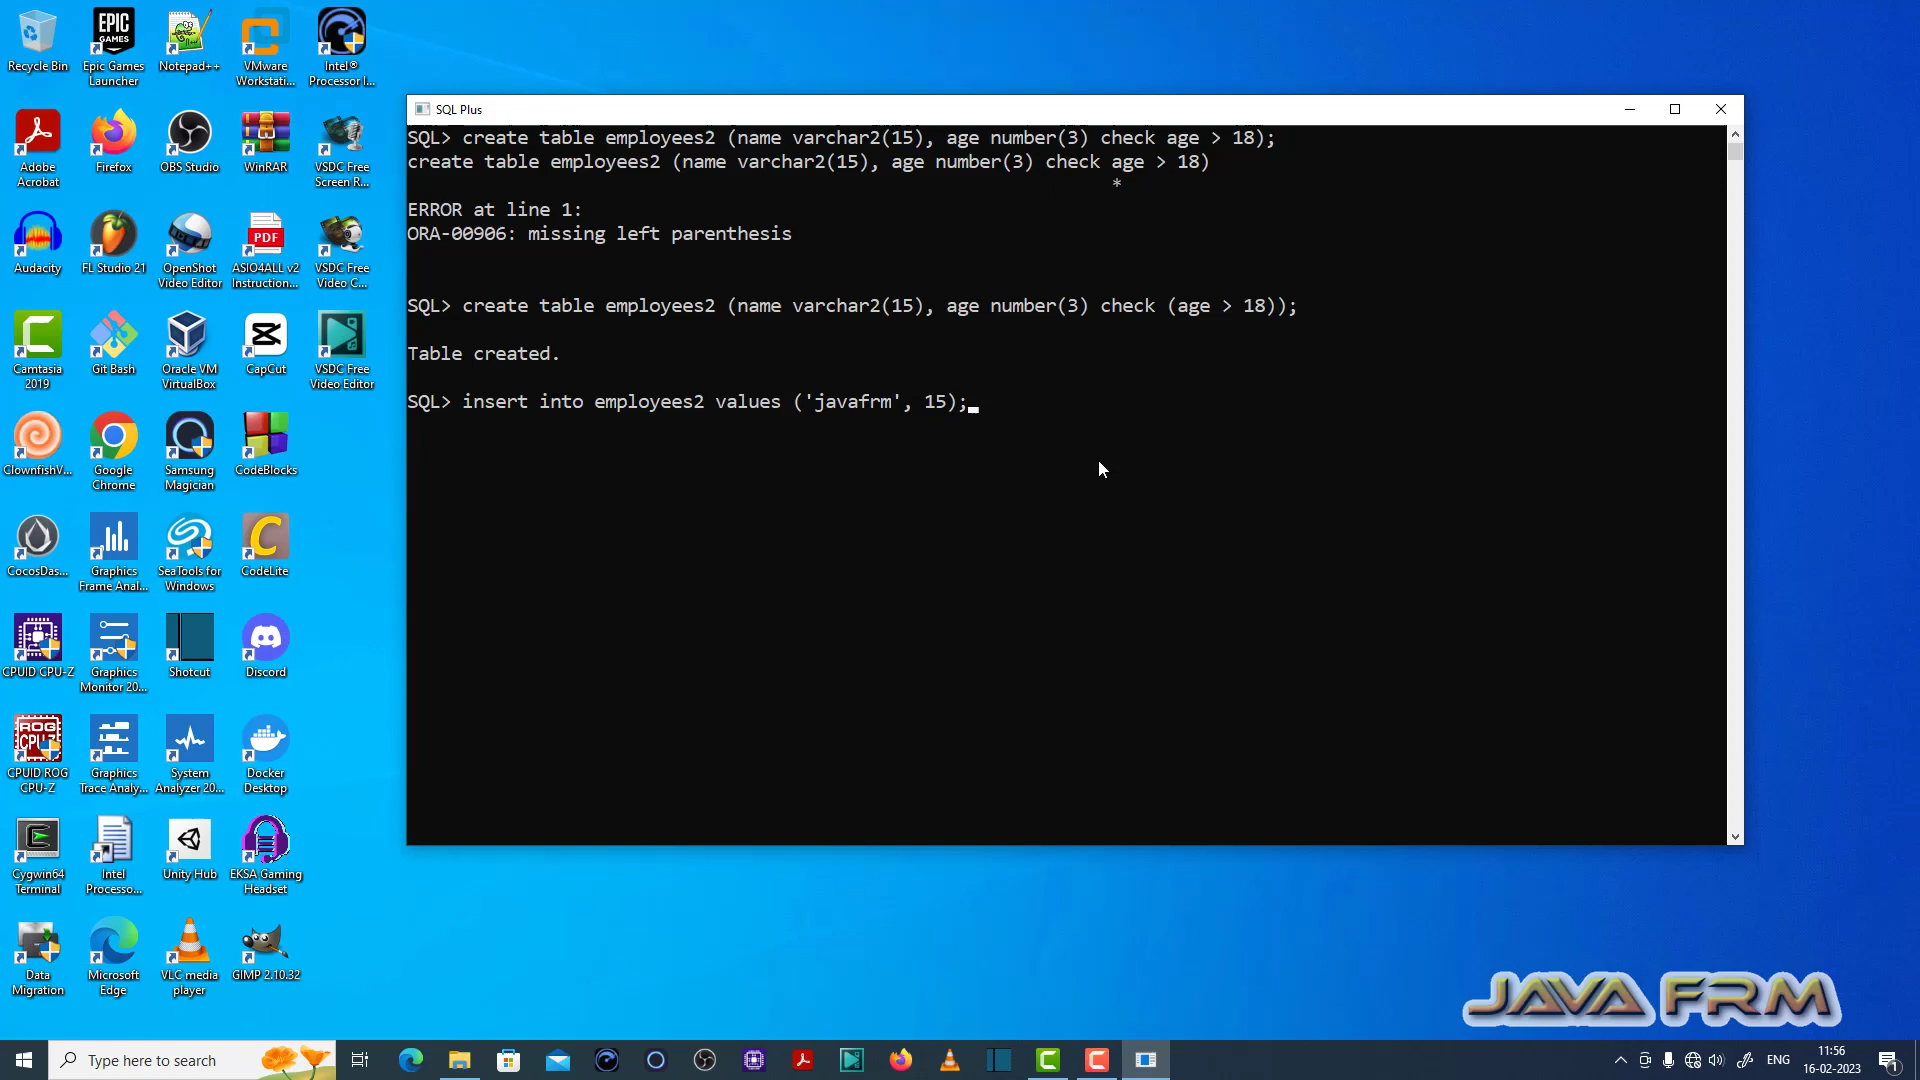 Recycle Bin
Epic Games
Launcher
Notepad++
VMware
Workstati...
Intel®
Processor I...
Adobe
Acrobat
Firefox
OBS Studio
WinRAR
VSDC Free
Screen R...
Audacity
FL Studio 21
OpenShot
Video Editor
PDF
ASIO4ALL v2
Instruction...
VSDC Free
Video C...
Camtasia
2019
Git Bash
Oracle VM
VirtualBox
CapCut
VSDC Free
Video Editor
ClownfishV...
Google
Chrome
Samsung
Magician
CodeBlocks
CocosDas...
Graphics
Frame Anal...
SeaTools for
Windows
CodeLite
CPUID CPU-Z
Graphics
Monitor 20...
Shotcut
Discord
CPUID ROG
CPU-Z
Graphics
Trace Analy...
System
Analyzer 20...
Docker
Desktop
Cygwin64
Terminal
Intel
Processo...
Unity Hub
EKSA Gaming
Headset
Data
Migration
Microsoft
Edge
VLC media
player
GIMP 2.10.32
EPIC
GAMES
ROG
CPU
SQL Plus
SQL> create table employees2 (name varchar2(15), age number(3) check age > 18);
create table employees2 (name varchar2(15), age number(3) check age > 18)
*
ERROR at line 1:
ORA-00906: missing left parenthesis
SQL> create table employees2 (name varchar2(15), age number(3) check (age > 18));
Table created.
SQL> insert into employees2 values ('javafrm', 15);
JAVA FRM
Type here to search
ENG
11:56
16-02-2023
1